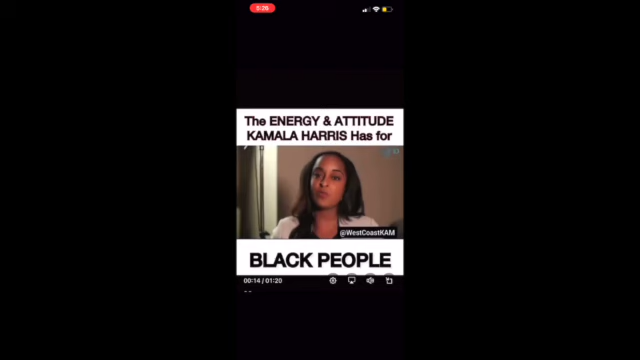 5:26
The ENERGY & ATTITUDE
KAMALA HARRIS Has for
@WestCoastKAM
BLACK PEOPLE
00:14 / 01:20